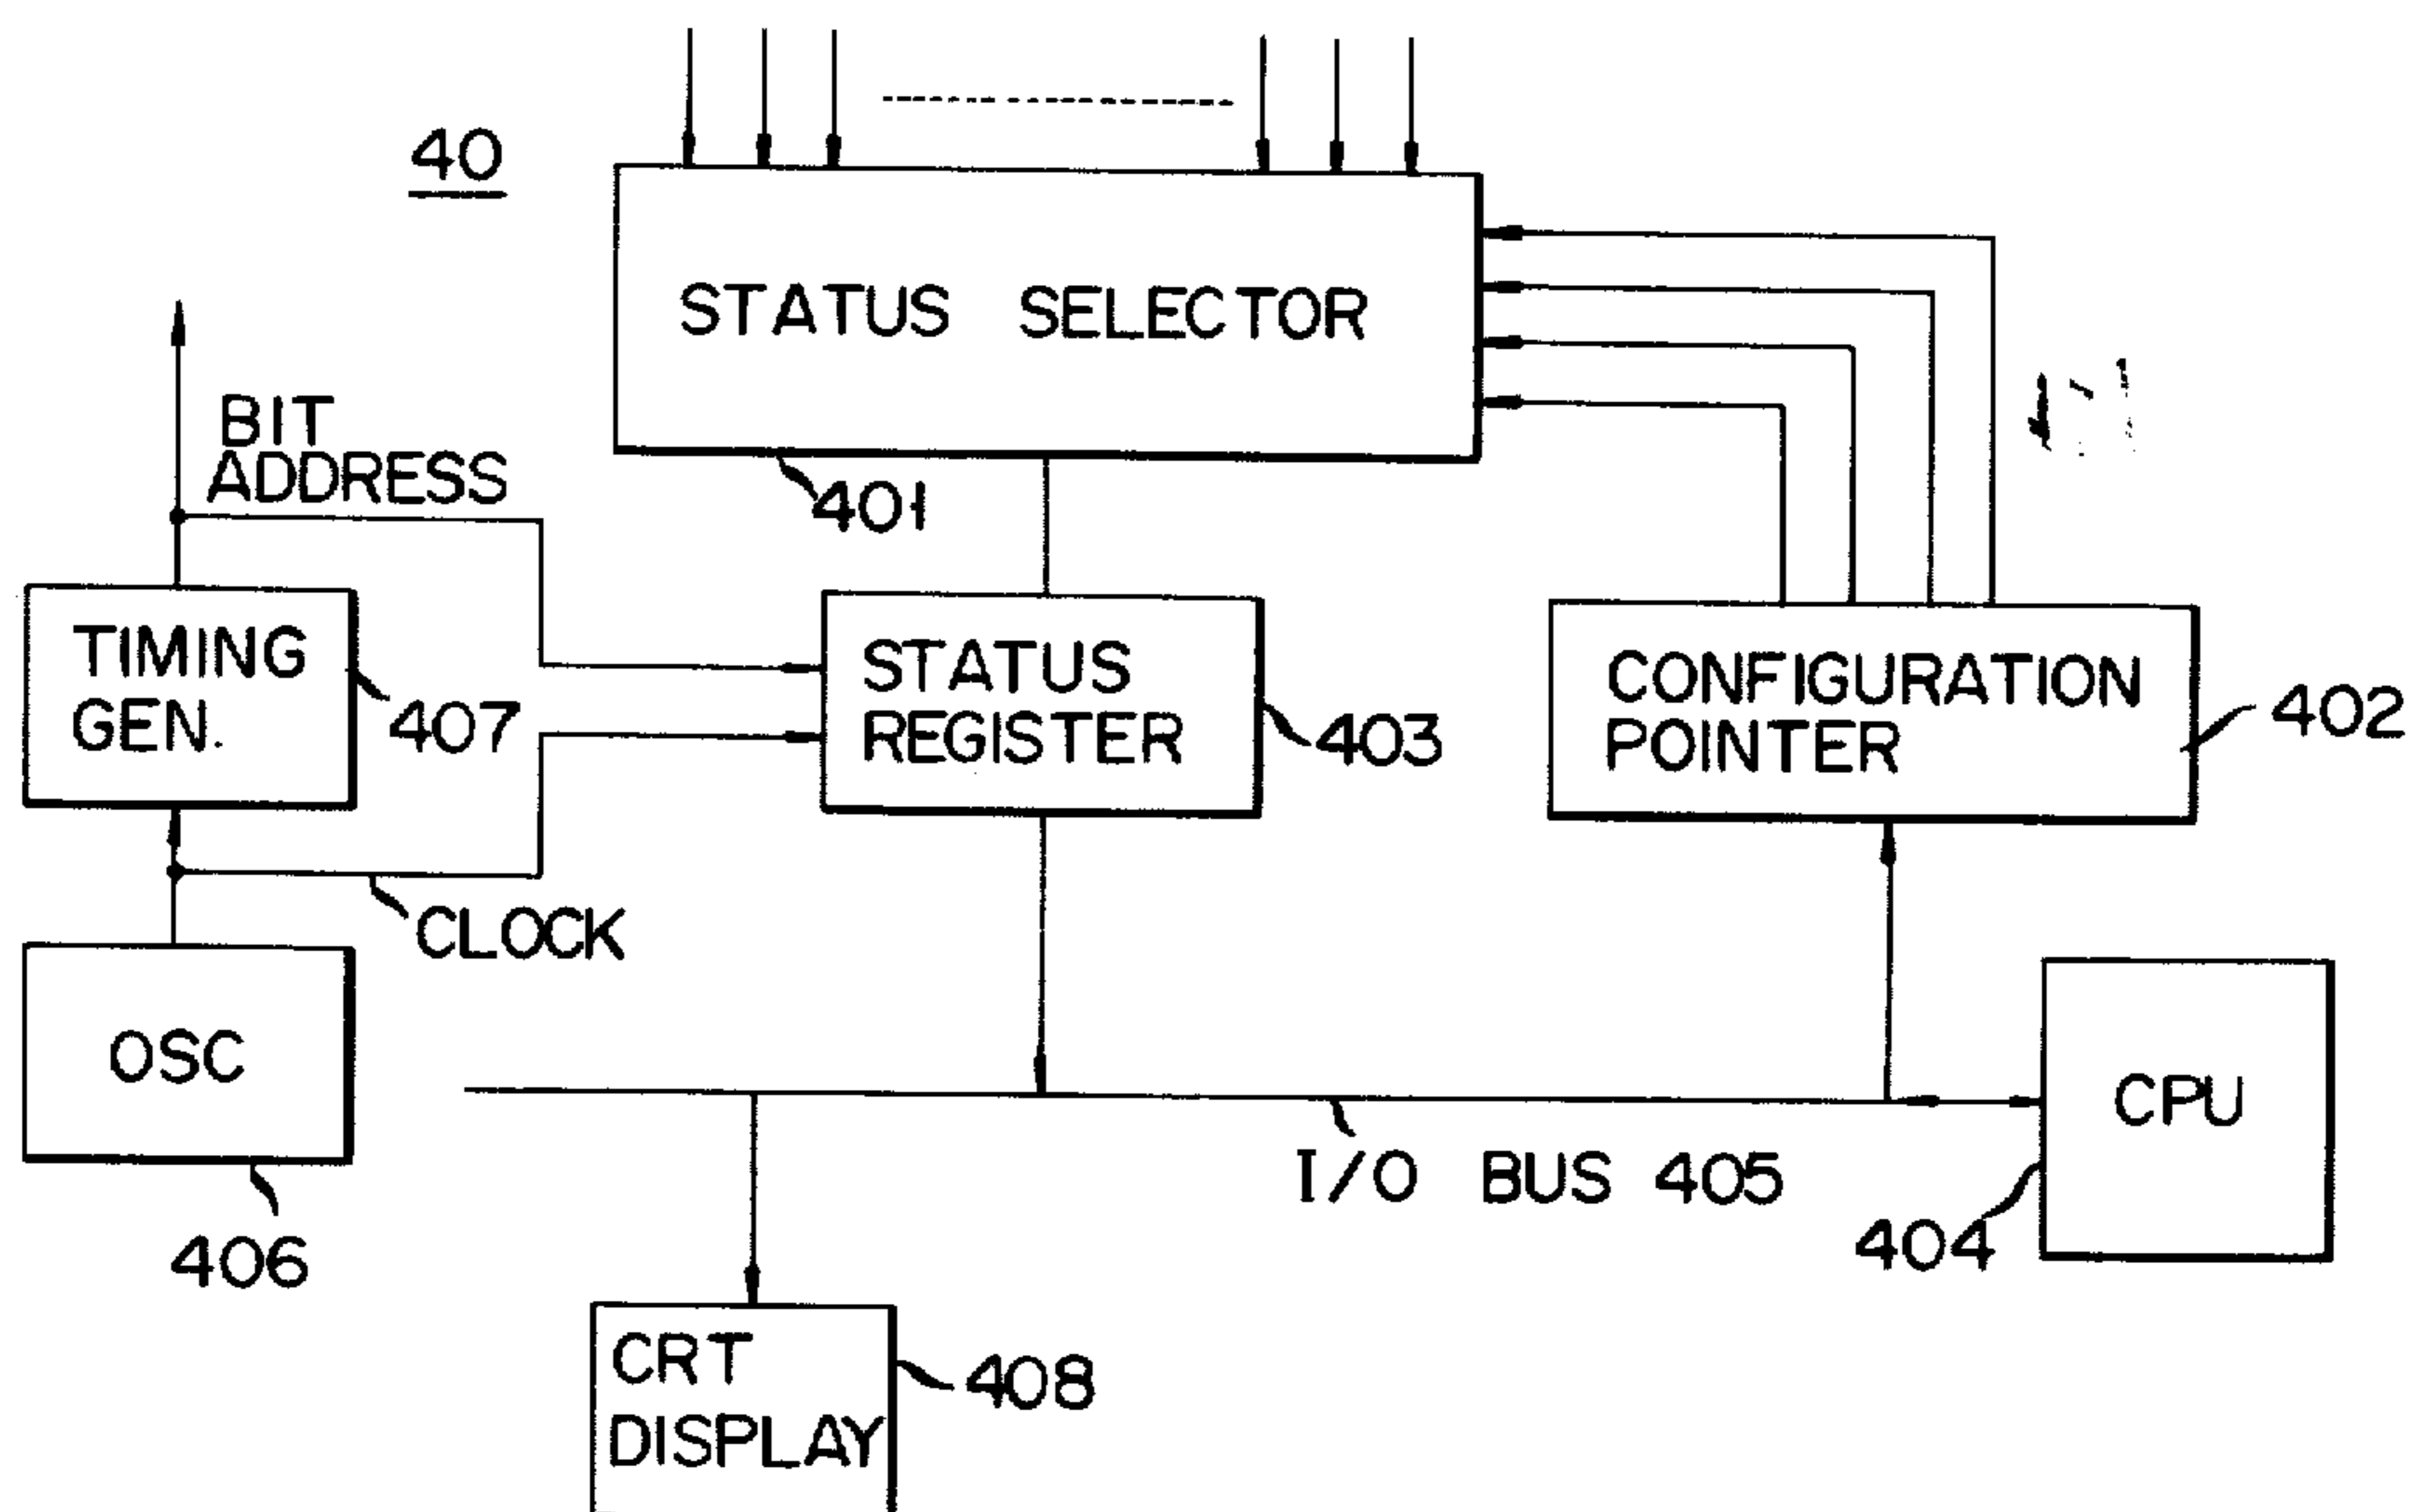 40
STATUS SELECTOR
BIT
ADDRESS
401
TIMING
GEN.
407
STATUS
REGISTER
403
CONFIGURATION
POINTER
402
CLOCK
OSC
406
CPU
404
I/O BUS 405
CRT
DISPLAY
408